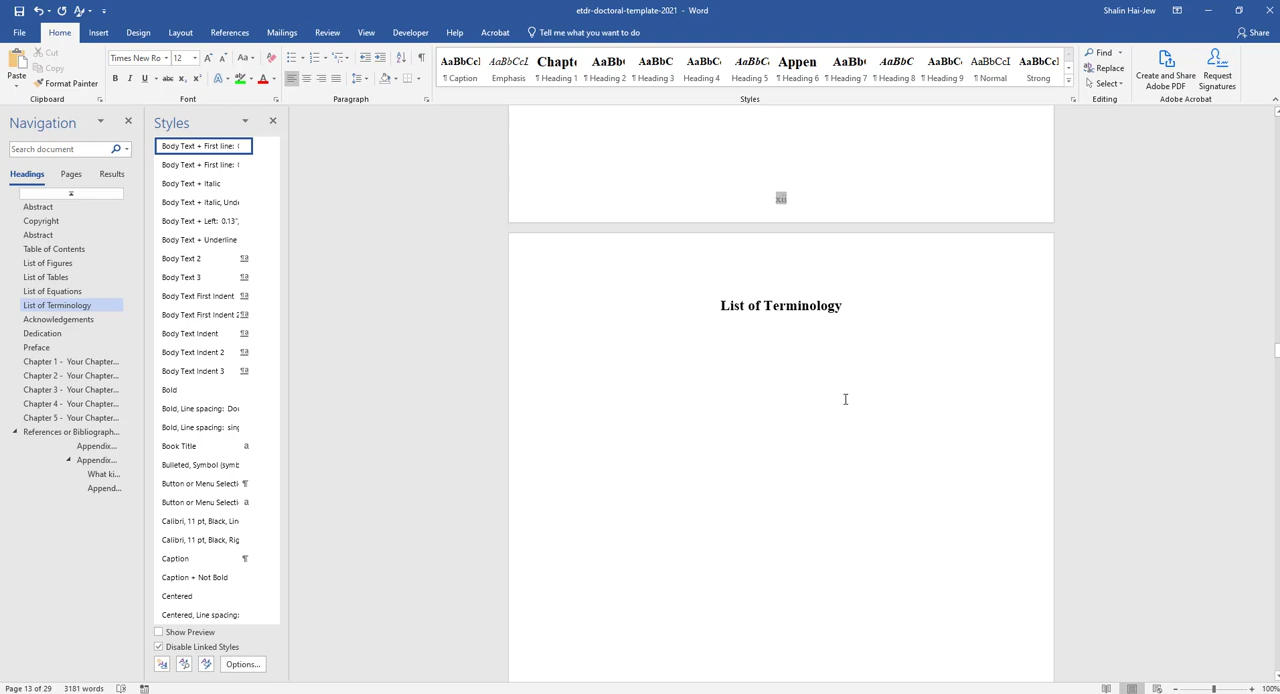 etdr-doctoral-template-2021 - Word
Shalin Hai-Jew
File Home Insert Design Layout References Mailings Review View Developer Help Acrobat Tell me what you want to do
Share
Paste
Cut
Copy
Format Painter
Clipboard
Times New Ro 12
Font
Paragraph
AaBbCc AaBbCcL Chapte AaBb( AaBbC AaBbC AaBbC Appen AaBb( AaBbC AaBbC AaBbCcI AaBbCc
¶ Caption Emphasis ¶ Heading 1 ¶ Heading 2 ¶ Heading 3 Heading 4 Heading 5 ¶ Heading 6 ¶ Heading 7 ¶ Heading 8 ¶ Heading 9 ¶ Normal Strong
Styles
Find
Replace
Select
Editing
Create and Share Adobe PDF
Request Signatures
Adobe Acrobat
Navigation
Search document
Headings Pages Results
Abstract
Copyright
Abstract
Table of Contents
List of Figures
List of Tables
List of Equations
List of Terminology
Acknowledgements
Dedication
Preface
Chapter 1 - Your Chapter...
Chapter 2 - Your Chapter...
Chapter 3 - Your Chapter...
Chapter 4 - Your Chapter...
Chapter 5 - Your Chapter...
References or Bibliograph...
Appendix...
Appendix...
What ki...
Append...
Styles
Body Text + First line:
Body Text + First line:
Body Text + Italic
Body Text + Italic, Unde
Body Text + Left: 0.13",
Body Text + Underline
Body Text 2
Body Text 3
Body Text First Indent
Body Text First Indent 2
Body Text Indent
Body Text Indent 2
Body Text Indent 3
Bold
Bold, Line spacing: Dou
Bold, Line spacing: sing
Book Title a
Bulleted, Symbol (symb
Button or Menu Selecti ¶
Button or Menu Selecti a
Calibri, 11 pt, Black, Lin
Calibri, 11 pt, Black, Rig
Caption ¶
Caption + Not Bold
Centered
Centered, Line spacing:
Show Preview
Disable Linked Styles
Options...
xii
List of Terminology
Page 13 of 29 3181 words
100%